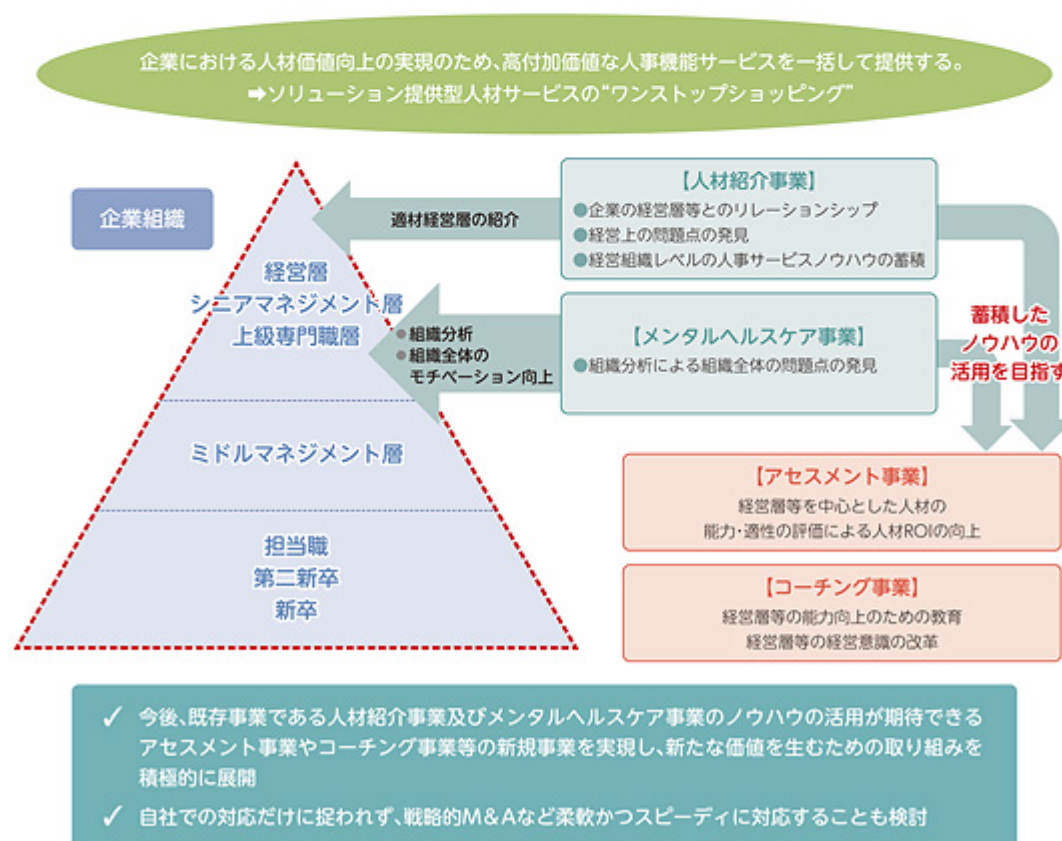 企業における人材価値向上の実現のため、高付加価値な人事機能サービスを一括して提供する。
➡ソリューション提供型人材サービスの“ワンストップショッピング”
企業組織
経営層
シニアマネジメント層
上級専門職層
ミドルマネジメント層
担当職
第二新卒
新卒
適材経営層の紹介
●組織分析
●組織全体の
モチベーション向上
【人材紹介事業】
●企業の経営層等とのリレーションシップ
●経営上の問題点の発見
●経営組織レベルの人事サービスノウハウの蓄積
【メンタルヘルスケア事業】
●組織分析による組織全体の問題点の発見
蓄積した
ノウハウの
活用を目指す
【アセスメント事業】
経営層等を中心とした人材の
能力・適性の評価による人材ROIの向上
【コーチング事業】
経営層等の能力向上のための教育
経営層等の経営意識の改革
✓ 今後、既存事業である人材紹介事業及びメンタルヘルスケア事業のノウハウの活用が期待できる
アセスメント事業やコーチング事業等の新規事業を実現し、新たな価値を生むための取り組みを
積極的に展開
✓ 自社での対応だけに捉われず、戦略的M&Aなど柔軟かつスピーディに対応することも検討